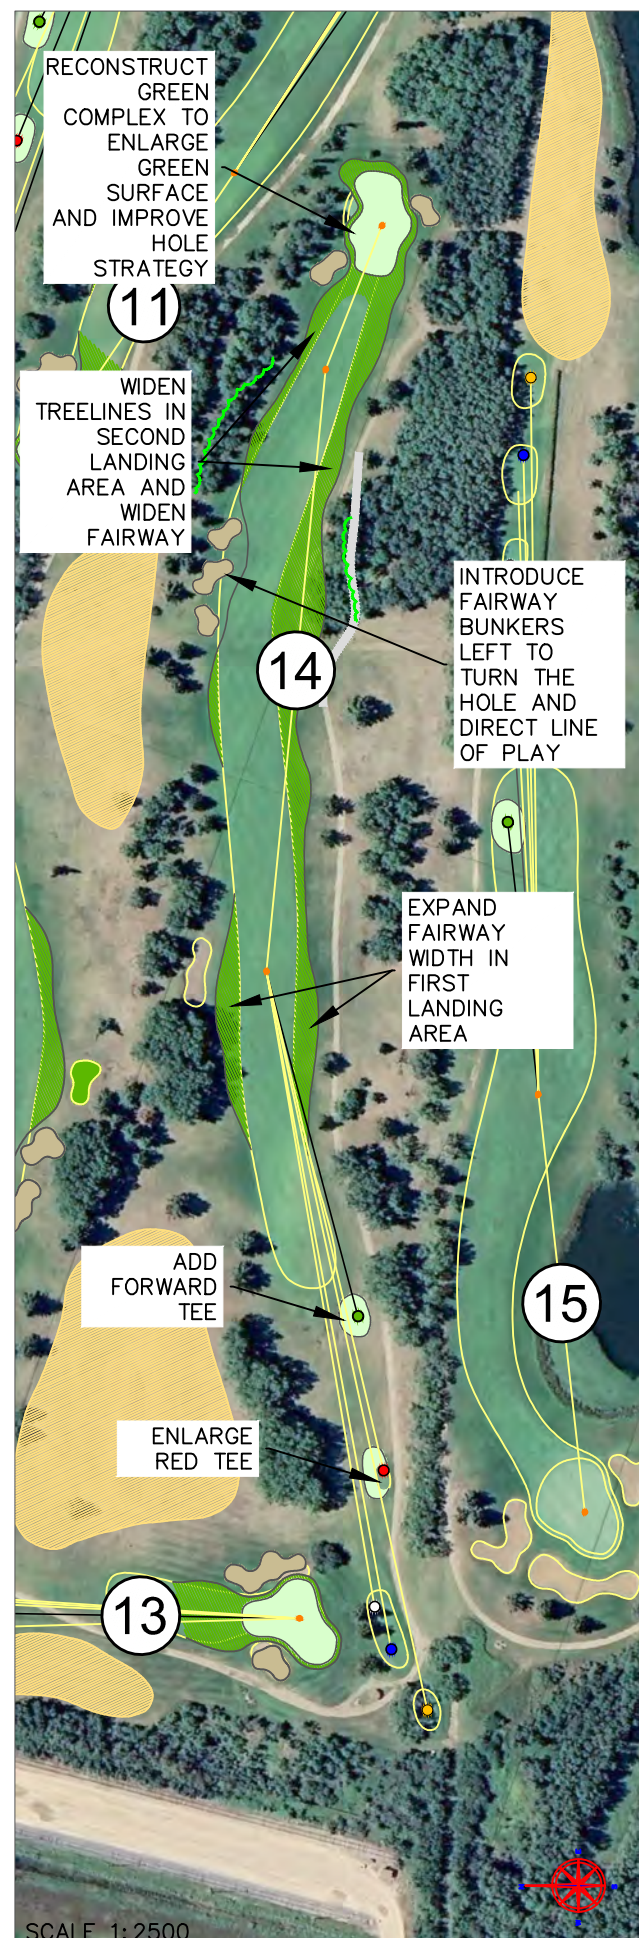 RECONSTRUCT
GREEN
COMPLEX TO
ENLARGE
GREEN
SURFACE
AND IMPROVE
HOLE
STRATEGY
11
WIDEN
TREELINES IN
SECOND
LANDING
AREA AND
WIDEN
FAIRWAY
INTRODUCE
FAIRWAY
BUNKERS
LEFT TO
TURN THE
HOLE AND
DIRECT LINE
OF PLAY
14
EXPAND
FAIRWAY
WIDTH IN
FIRST
LANDING
AREA
ADD
FORWARD
TEE
15
ENLARGE
RED TEE
13
SCALE 1:2500